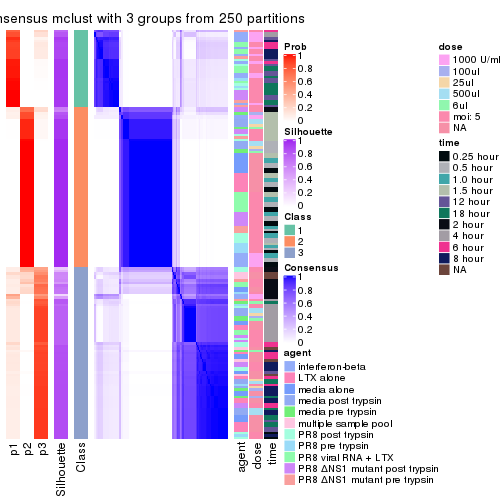 nsensus mclust with 3 groups from 250 partitions
Prob
1
0.8
0.6
0.4
0.2
0
Silhouette
1
0.8
0.6
0.4
0.2
0
Class
1
2
3
Consensus
1
0.8
0.6
0.4
0.2
0
agent
interferon-beta
LTX alone
media alone
media post trypsin
media pre trypsin
multiple sample pool
PR8 post trypsin
PR8 pre trypsin
PR8 viral RNA + LTX
PR8 ΔNS1 mutant post trypsin
PR8 ΔNS1 mutant pre trypsin
dose
1000 U/ml
100ul
25ul
500ul
6ul
moi: 5
NA
time
0.25 hour
0.5 hour
1.0 hour
1.5 hour
12 hour
18 hour
2 hour
4 hour
6 hour
8 hour
NA
p1
p2
p3
Silhouette
Class
agent
dose
time